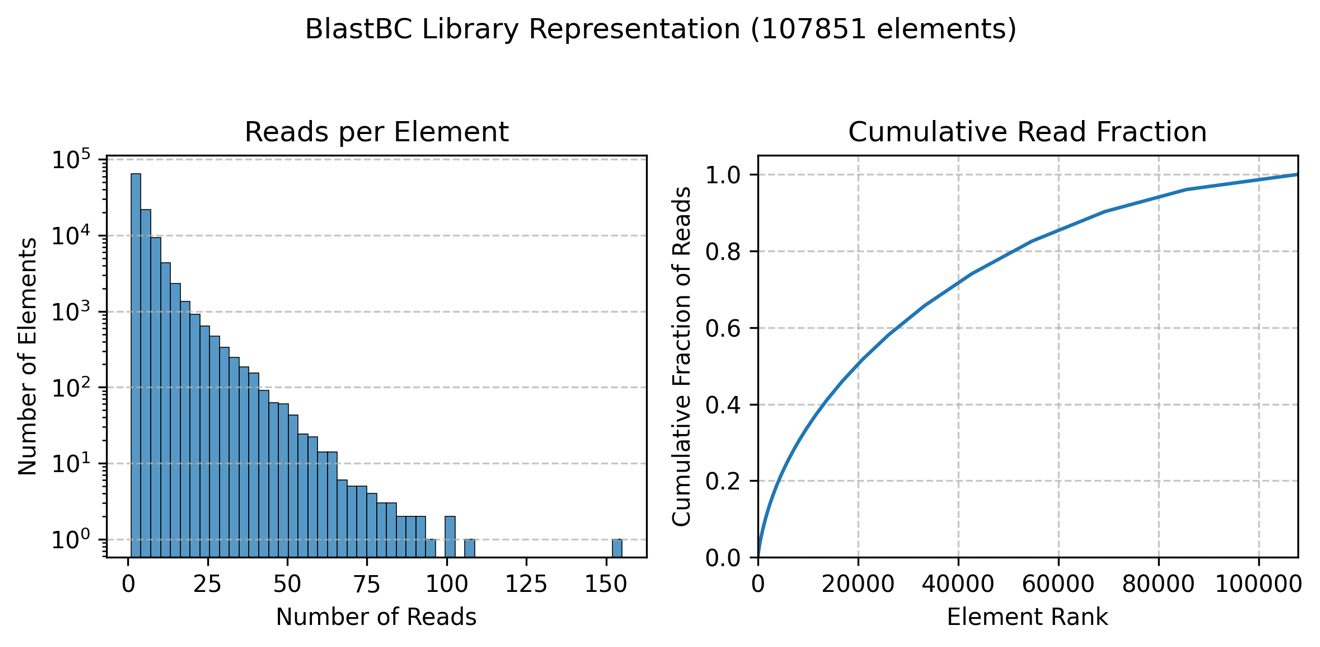 BlastBC Library Representation (107851 elements)
Reads per Element
Number of Elements
10^5
10^4
10^3
10^2
10^1
10^0
0 25 50 75 100 125 150
Number of Reads
Cumulative Read Fraction
Cumulative Fraction of Reads
1.0
0.8
0.6
0.4
0.2
0.0
0 20000 40000 60000 80000 100000
Element Rank